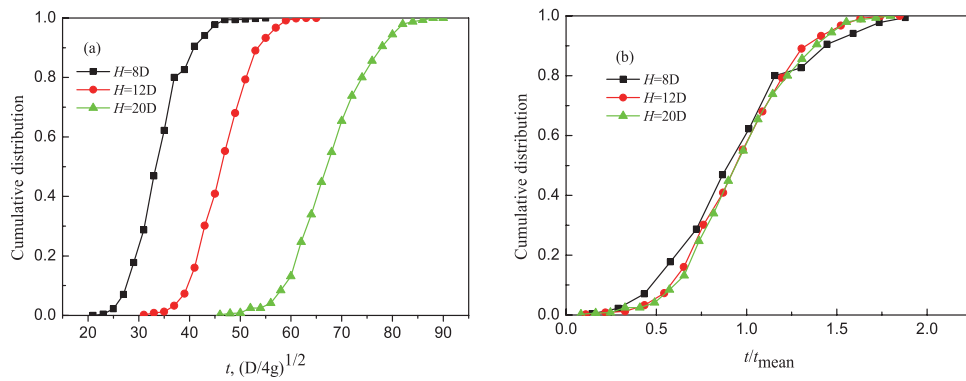 Cumulative distribution
1.0
0.8
0.6
0.4
0.2
0.0
(a)
H=8D
H=12D
H=20D
20 30 40 50 60 70 80 90
t, (D/4g)^1/2
Cumulative distribution
1.0
0.8
0.6
0.4
0.2
0.0
(b)
H=8D
H=12D
H=20D
0.0 0.5 1.0 1.5 2.0
t/t_mean